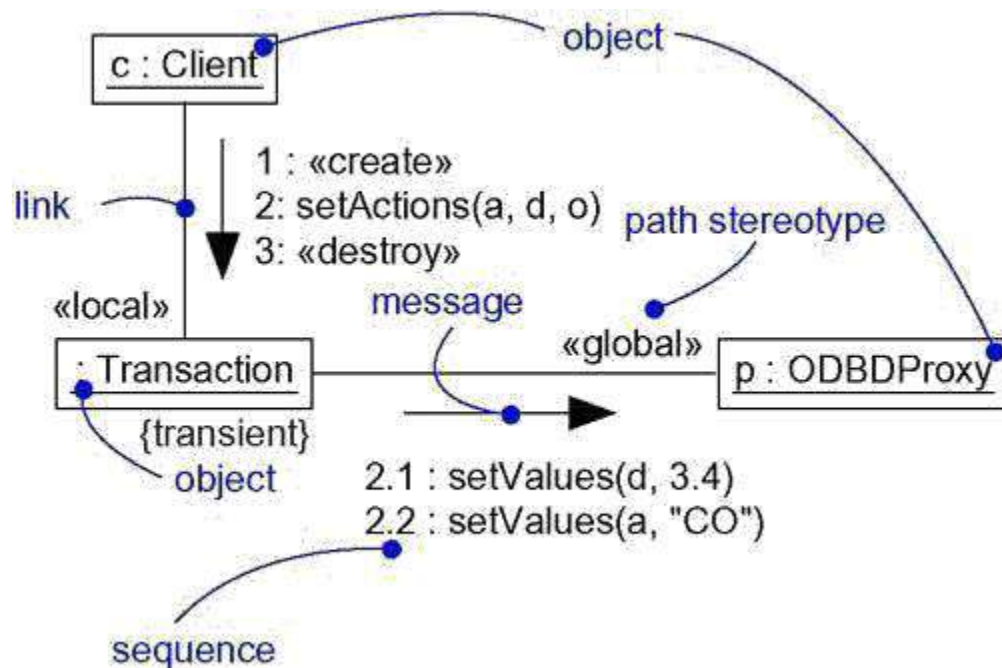 object
c : Client
1 : «create»
link
2: setActions(a, d, o)
path stereotype
3: «destroy»
message
«local»
«global»
: Transaction
p : ODBDProxy
{transient}
object
2.1 : setValues(d, 3.4)
2.2 : setValues(a, "CO")
sequence